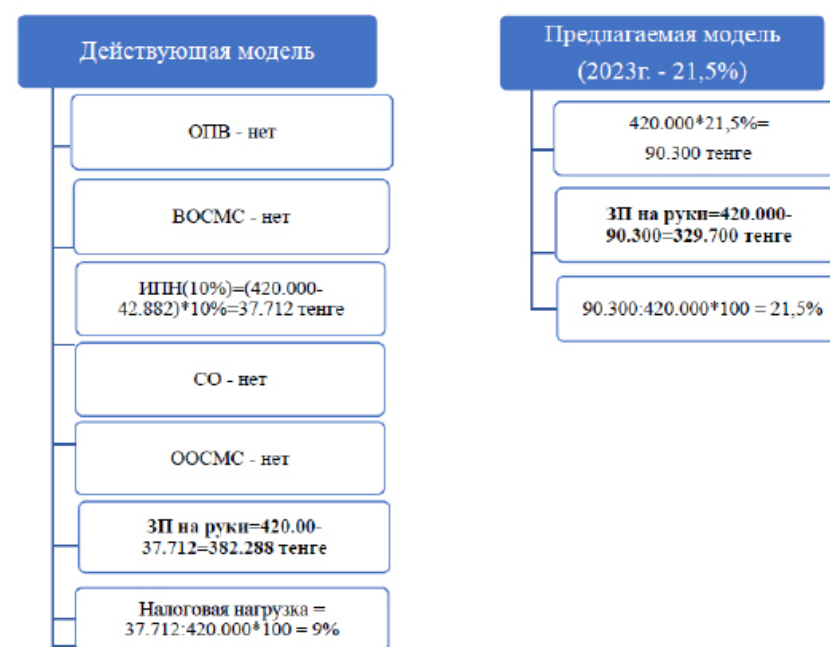 Действующая модель
ОПВ - нет
ВОСМС - нет
ИПН(10%)=(420.000-
42.882)*10%=37.712 тенге
СО - нет
ООСМС - нет
ЗП на руки=420.00-
37.712=382.288 тенге
Налоговая нагрузка =
37.712:420.000*100 = 9%
Предлагаемая модель
(2023г. - 21,5%)
420.000*21,5%=
90.300 тенге
ЗП на руки=420.000-
90.300=329.700 тенге
90.300:420.000*100 = 21,5%